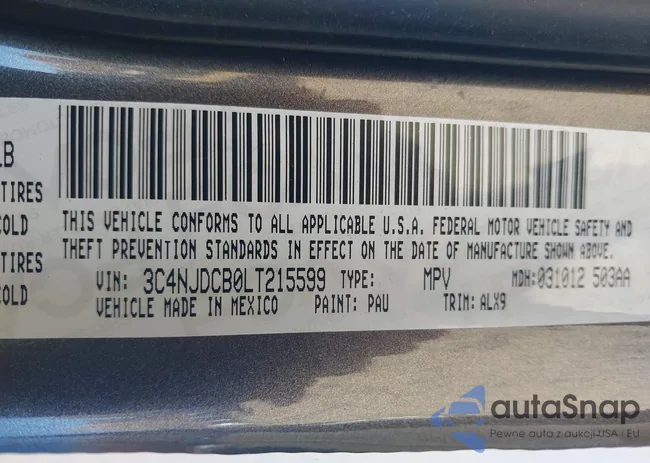 LB
TIRES
COLD
TIRES
COLD
THIS VEHICLE CONFORMS TO ALL APPLICABLE U.S.A. FEDERAL MOTOR VEHICLE SAFETY AND
THEFT PREVENTION STANDARDS IN EFFECT ON THE DATE OF MANUFACTURE SHOWN ABOVE.
VIN: 3C4NJDCB0LT215599 TYPE: MPV MDH:031012 503AA
VEHICLE MADE IN MEXICO PAINT: PAU TRIM: ALX9
autoSnap
Pewne auta z aukcji USA i EU